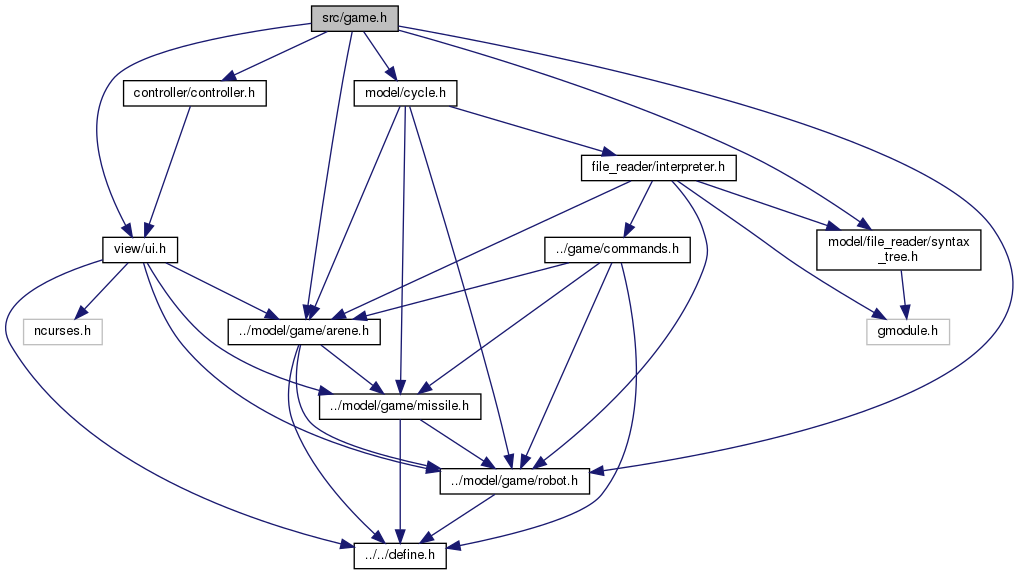 src/game.h
controller/controller.h
model/cycle.h
file_reader/interpreter.h
view/ui.h
../game/commands.h
model/file_reader/syntax
_tree.h
ncurses.h
../model/game/arene.h
gmodule.h
../model/game/missile.h
../model/game/robot.h
../../define.h